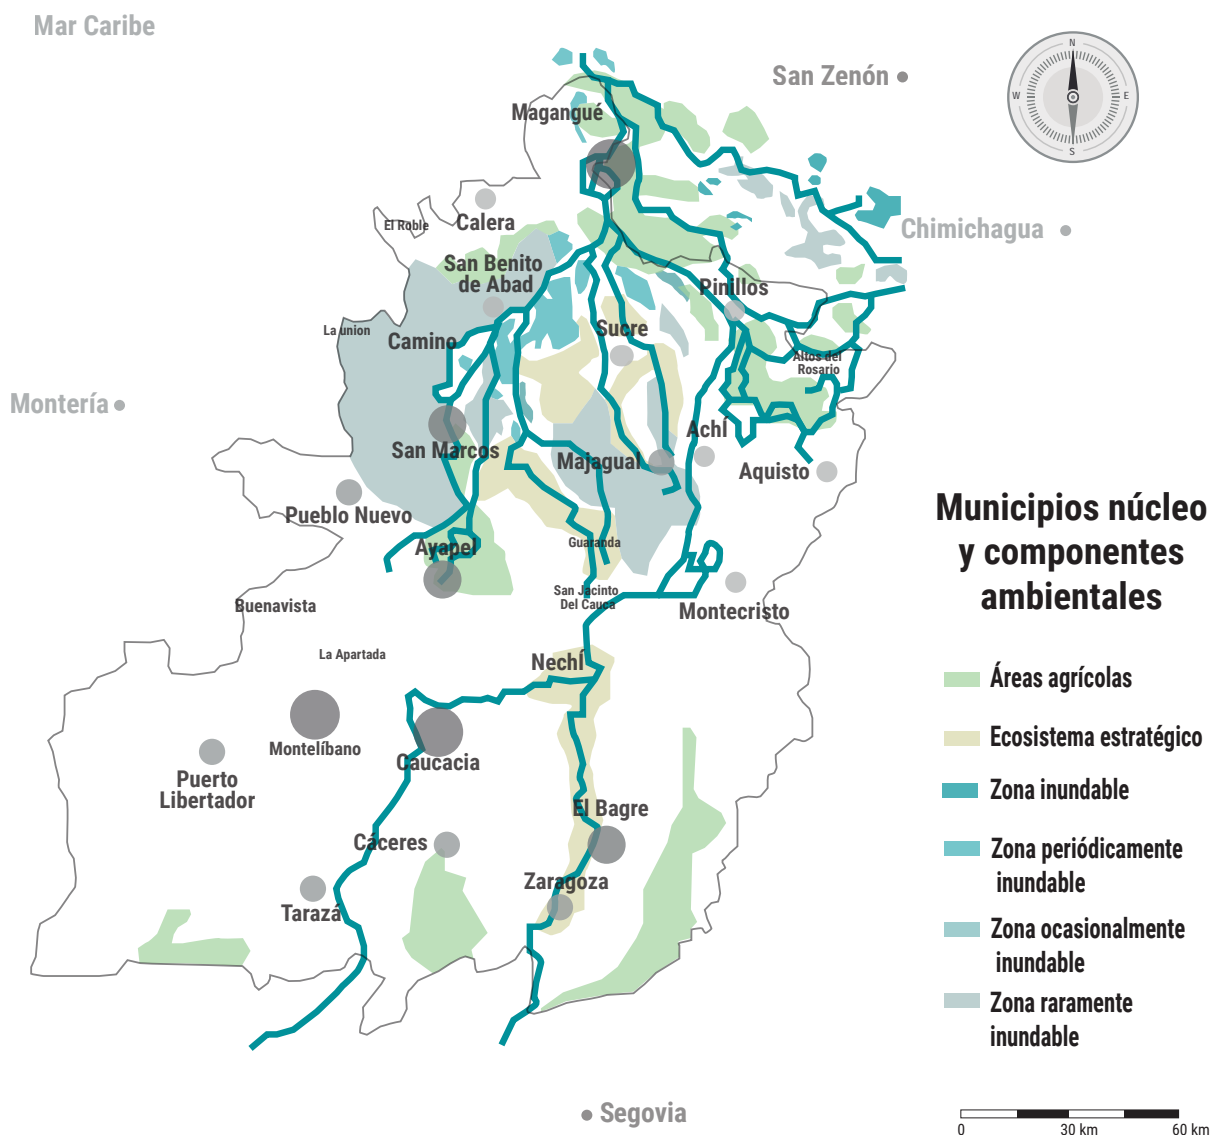 Mar Caribe
San Zenón
N
W
E
S
Magangué
El Roble
Calera
Chimichagua
San Benito
de Abad
Pinillos
La union
Camino
Sucre
Altos del
Rosario
Montería
San Marcos
Majagual
AchÍ
Aquisto
Pueblo Nuevo
Ayapel
Guaranda
San Jacinto
Del Cauca
Buenavista
Montecristo
La Apartada
NechÍ
Montelíbano
Caucacia
Puerto
Libertador
El Bagre
Cáceres
Zaragoza
Tarazá
Segovia
Municipios núcleo
y componentes
ambientales
Áreas agrícolas
Ecosistema estratégico
Zona inundable
Zona periódicamente
inundable
Zona ocasionalmente
inundable
Zona raramente
inundable
0 30 km 60 km